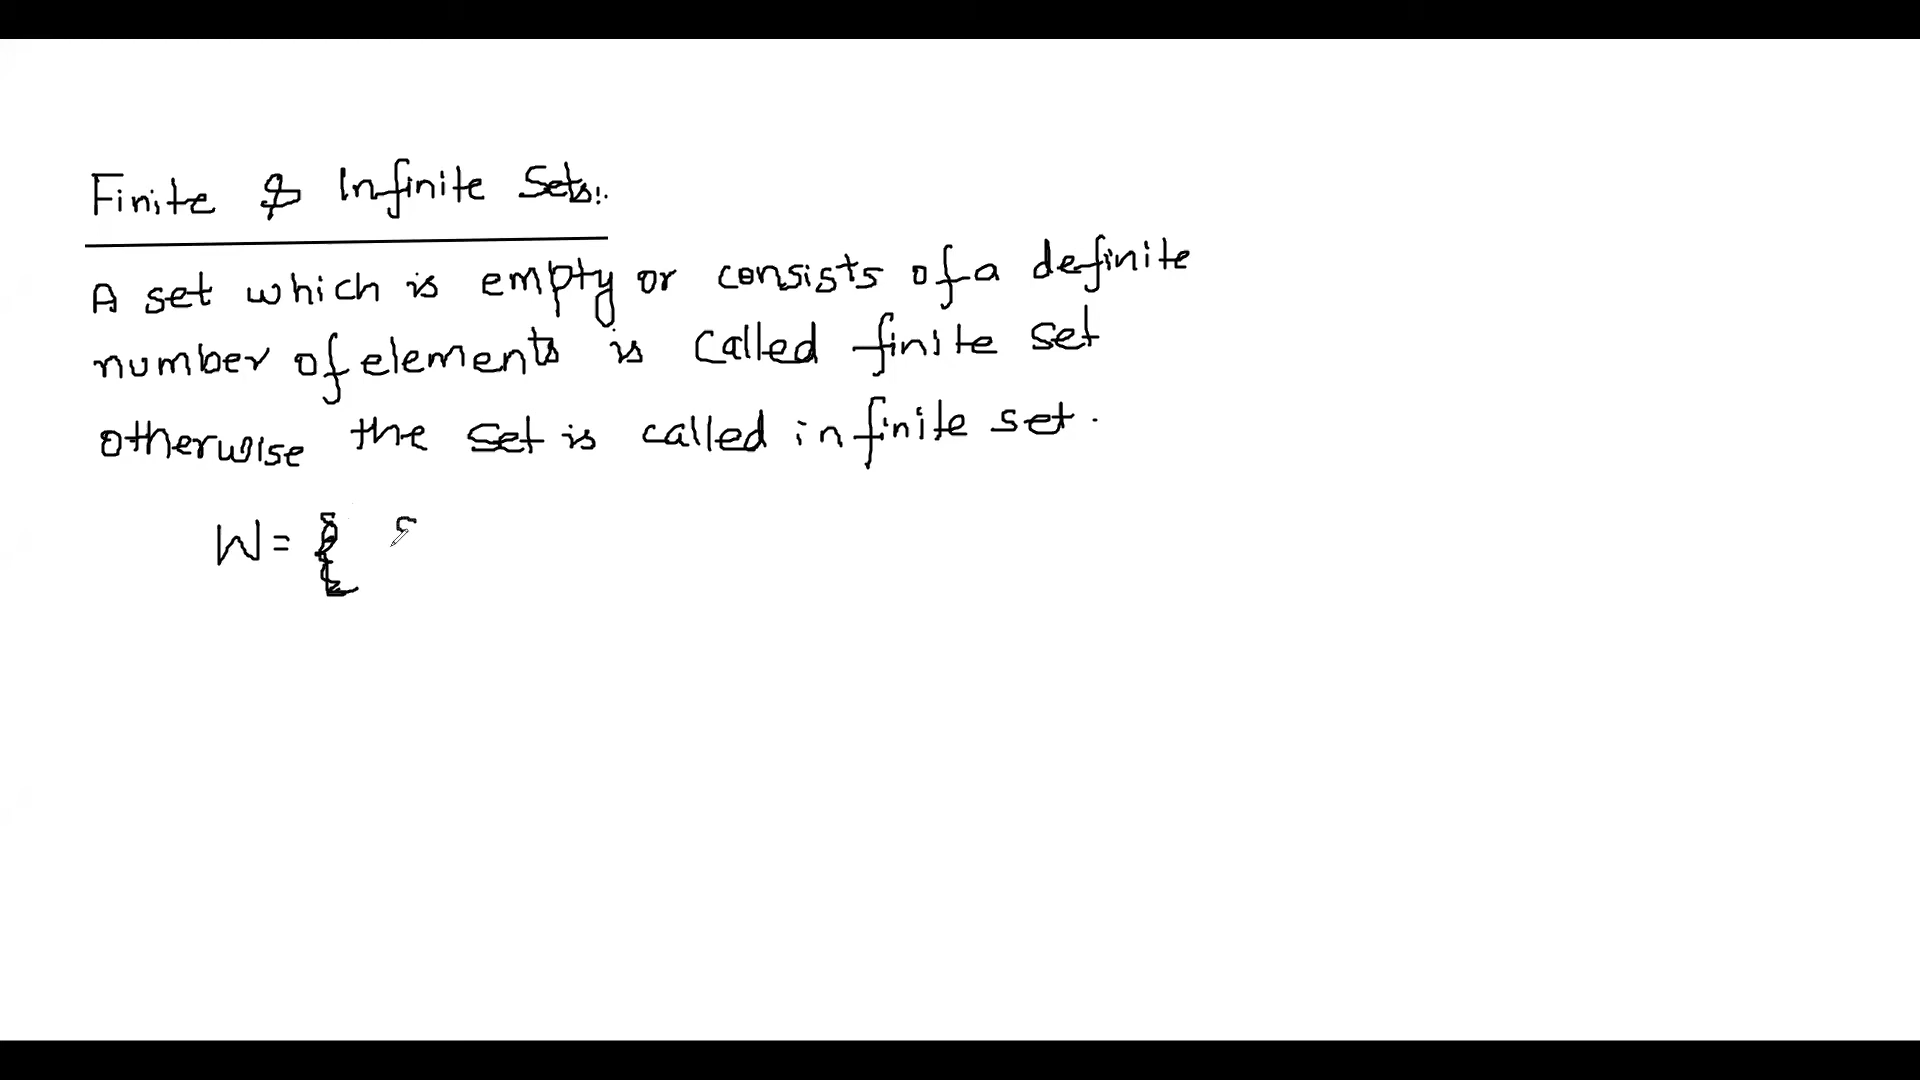 Finite & Infinite Sets:.
A set which is empty or consists of a definite
number of elements is called finite set
otherwise the set is called infinite set.
W = {